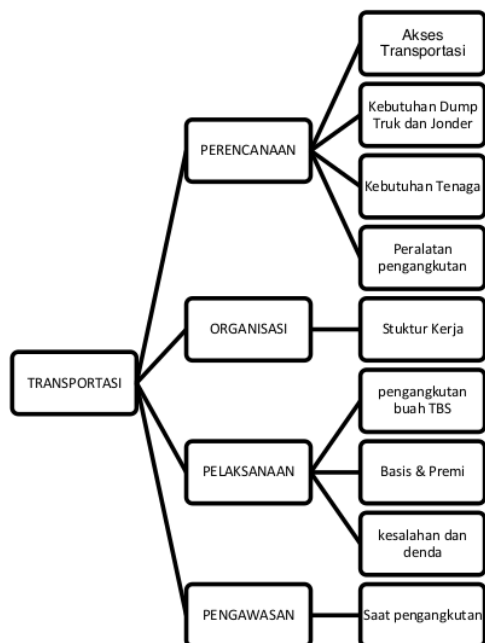 TRANSPORTASI
PERENCANAAN
Akses
Transportasi
Kebutuhan Dump
Truk dan Jonder
Kebutuhan Tenaga
Peralatan
pengangkutan
ORGANISASI
Stuktur Kerja
PELAKSANAAN
pengangkutan
buah TBS
Basis & Premi
kesalahan dan
denda
PENGAWASAN
Saat pengangkutan